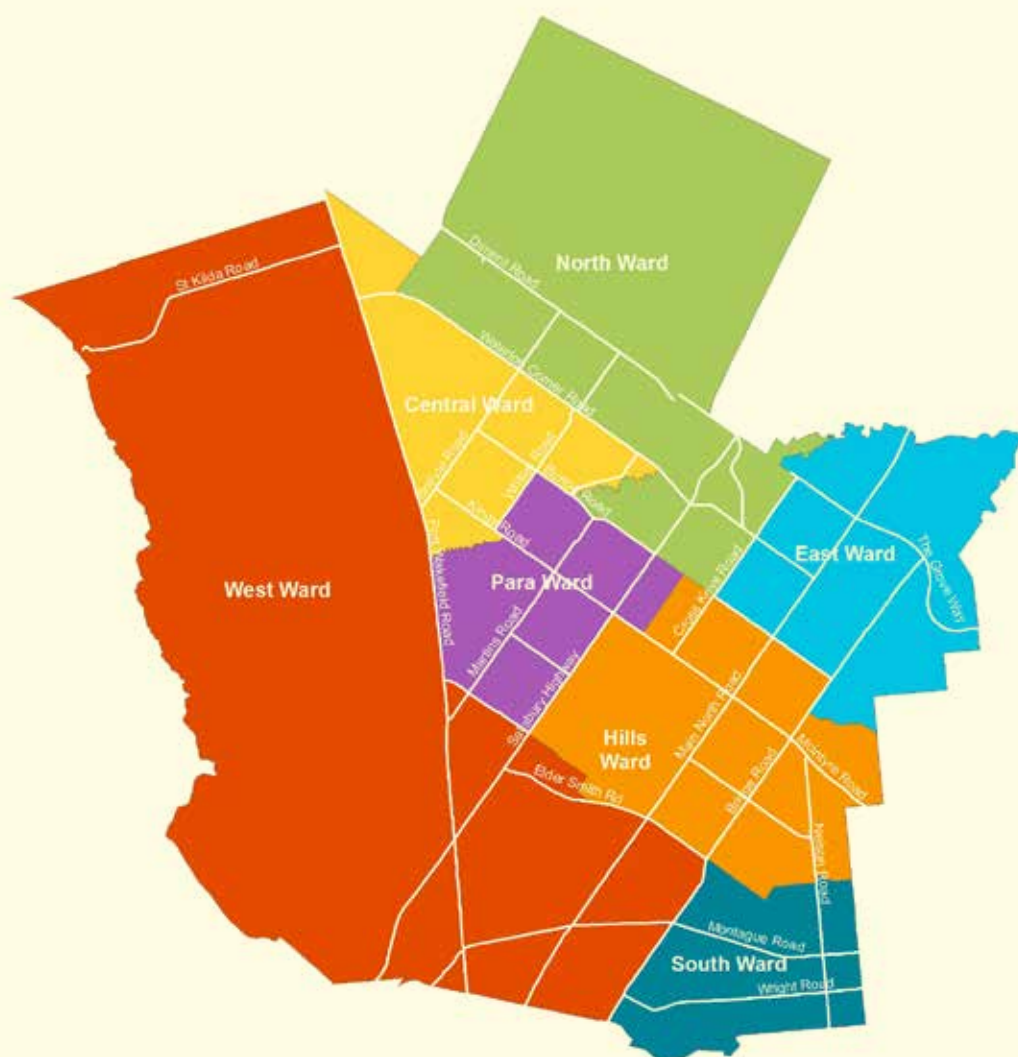 North Ward
Diment Road
St Kilda Road
Waterloo Corner Road
Central Ward
Kings Road
East Ward
The Grove Way
Cross Keys Road
Para Ward
West Ward
Port Wakefield Road
Martins Road
Salisbury Highway
Main North Road
Hills
Ward
Elder Smith Rd
Bridge Road
McIntyre Road
Nelson Road
Montague Road
South Ward
Wright Road